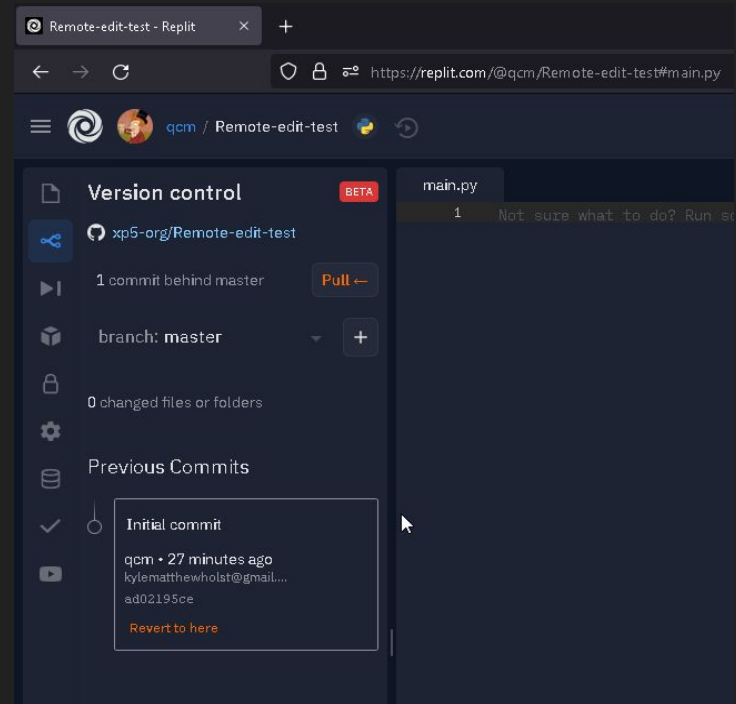 Remote-edit-test - Replit
https://replit.com/@qcm/Remote-edit-test#main.py
qcm / Remote-edit-test
Version control BETA
xp5-org/Remote-edit-test
1 commit behind master Pull ←
branch: master +
0 changed files or folders
Previous Commits
Initial commit
qcm • 27 minutes ago
kylematthewholst@gmail....
ad02195ce
Revert to here
main.py
1 Not sure what to do? Run